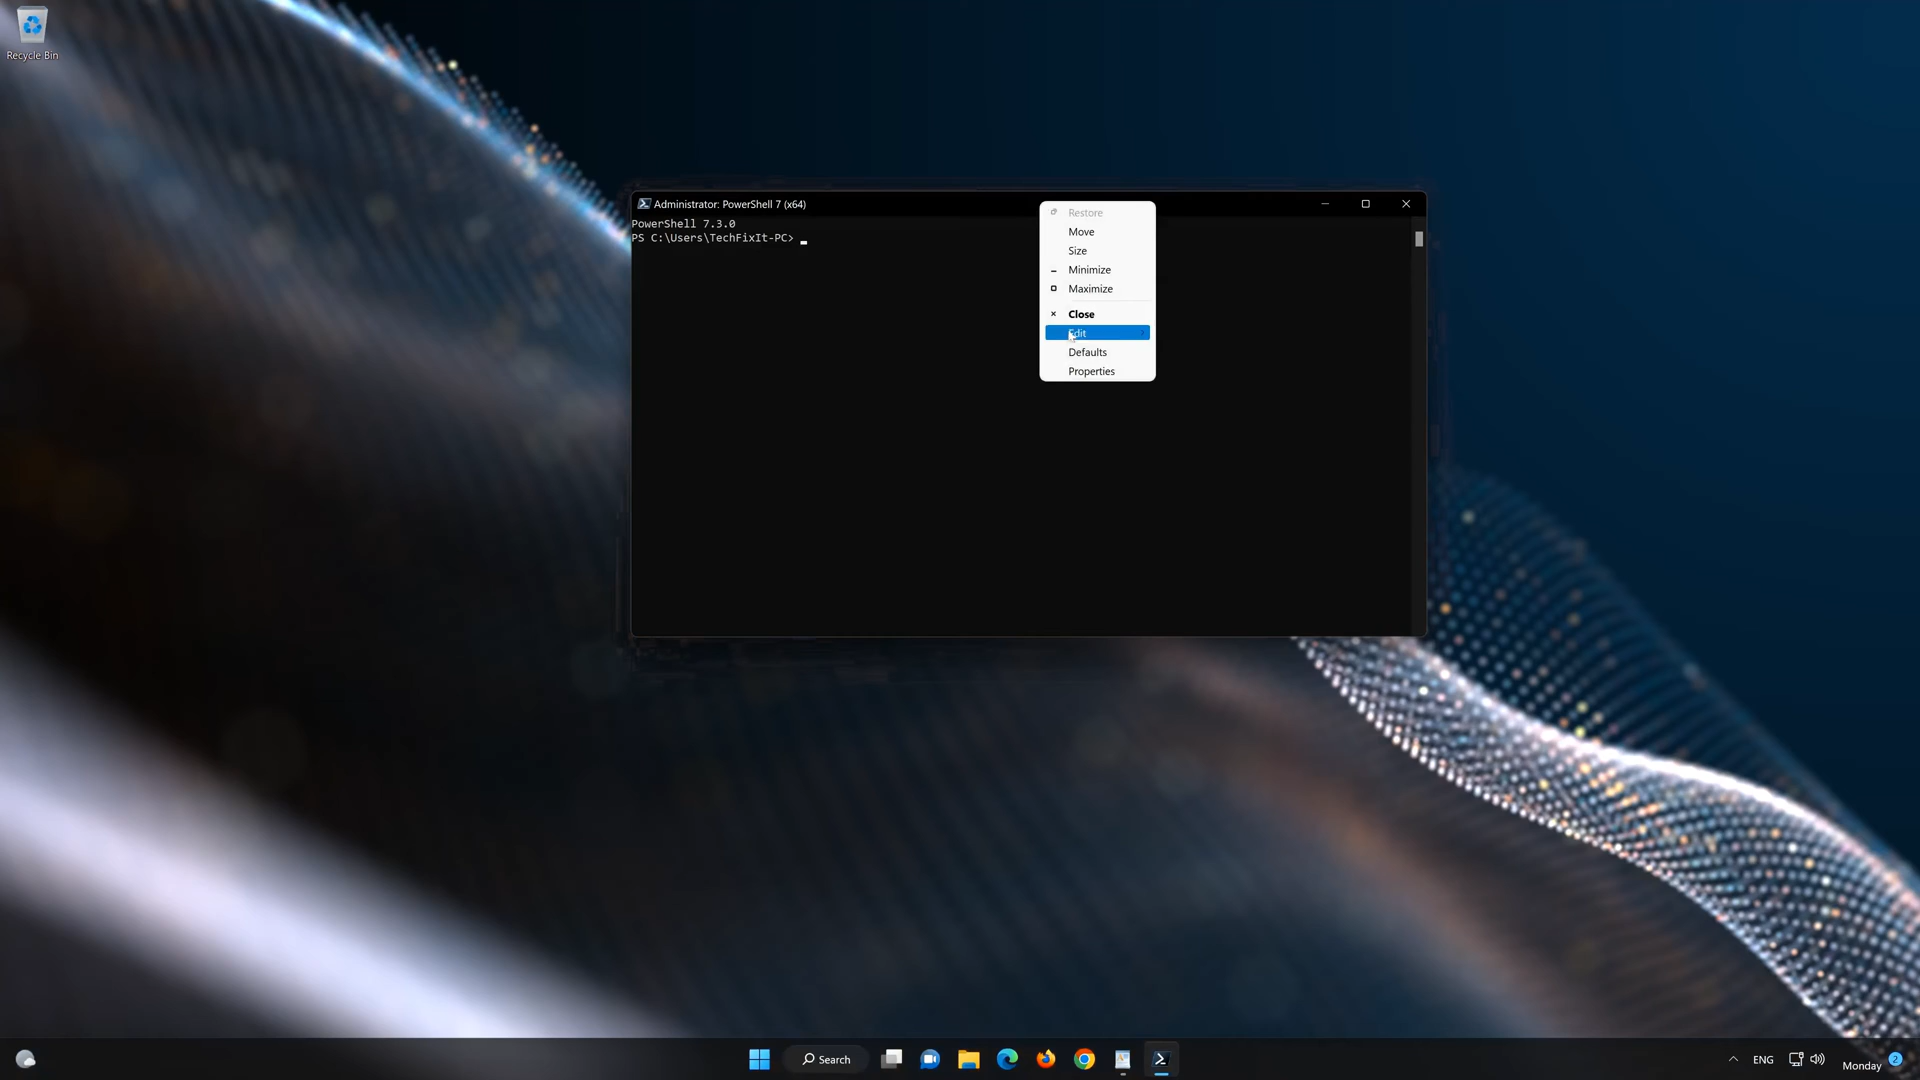 Recycle Bin
Administrator: PowerShell 7 (x64)
PowerShell 7.3.0
PS C:\Users\TechFixIt-PC>
Restore
Move
Size
Minimize
Maximize
Close
Edit
Defaults
Properties
Search
ENG
Monday
2